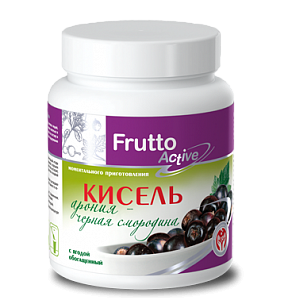 Frutto
Active
моментального приготовления
КИСЕЛЬ
арония -
черная смородина
с ягодой
обогащенный